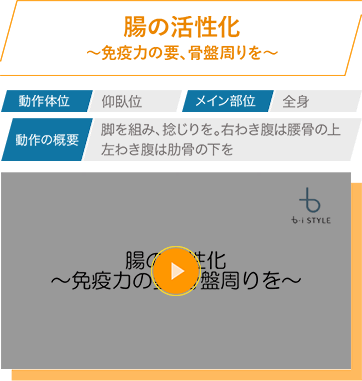 腸の活性化
～免疫力の要、骨盤周りを～
動作体位
仰臥位
メイン部位
全身
動作の概要
脚を組み、捻じりを。右わき腹は腰骨の上
左わき腹は肋骨の下を
b-i STYLE
腸の性化
～免疫力の要盤周りを～